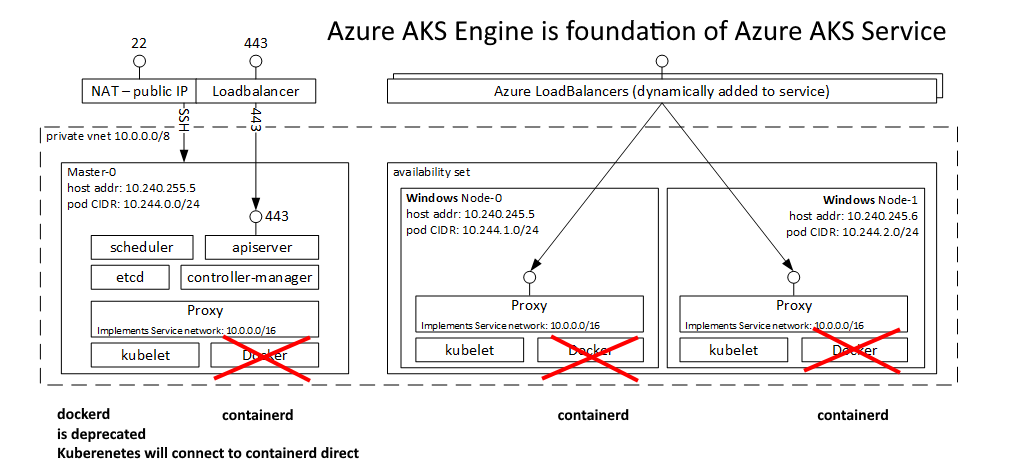 Azure AKS Engine is foundation of Azure AKS Service
22
443
NAT – public IP
Loadbalancer
Azure LoadBalancers (dynamically added to service)
SSH
443
private vnet 10.0.0.0/8
Master-0
host addr: 10.240.255.5
pod CIDR: 10.244.0.0/24
443
scheduler
apiserver
etcd
controller-manager
Proxy
Implements Service network: 10.0.0.0/16
kubelet
Docker
availability set
Windows Node-0
host addr: 10.240.245.5
pod CIDR: 10.244.1.0/24
Proxy
Implements Service network: 10.0.0.0/16
kubelet
Docker
Windows Node-1
host addr: 10.240.245.6
pod CIDR: 10.244.2.0/24
Proxy
Implements Service network: 10.0.0.0/16
kubelet
Docker
dockerd
is deprecated
Kuberenetes will connect to containerd direct
containerd
containerd
containerd